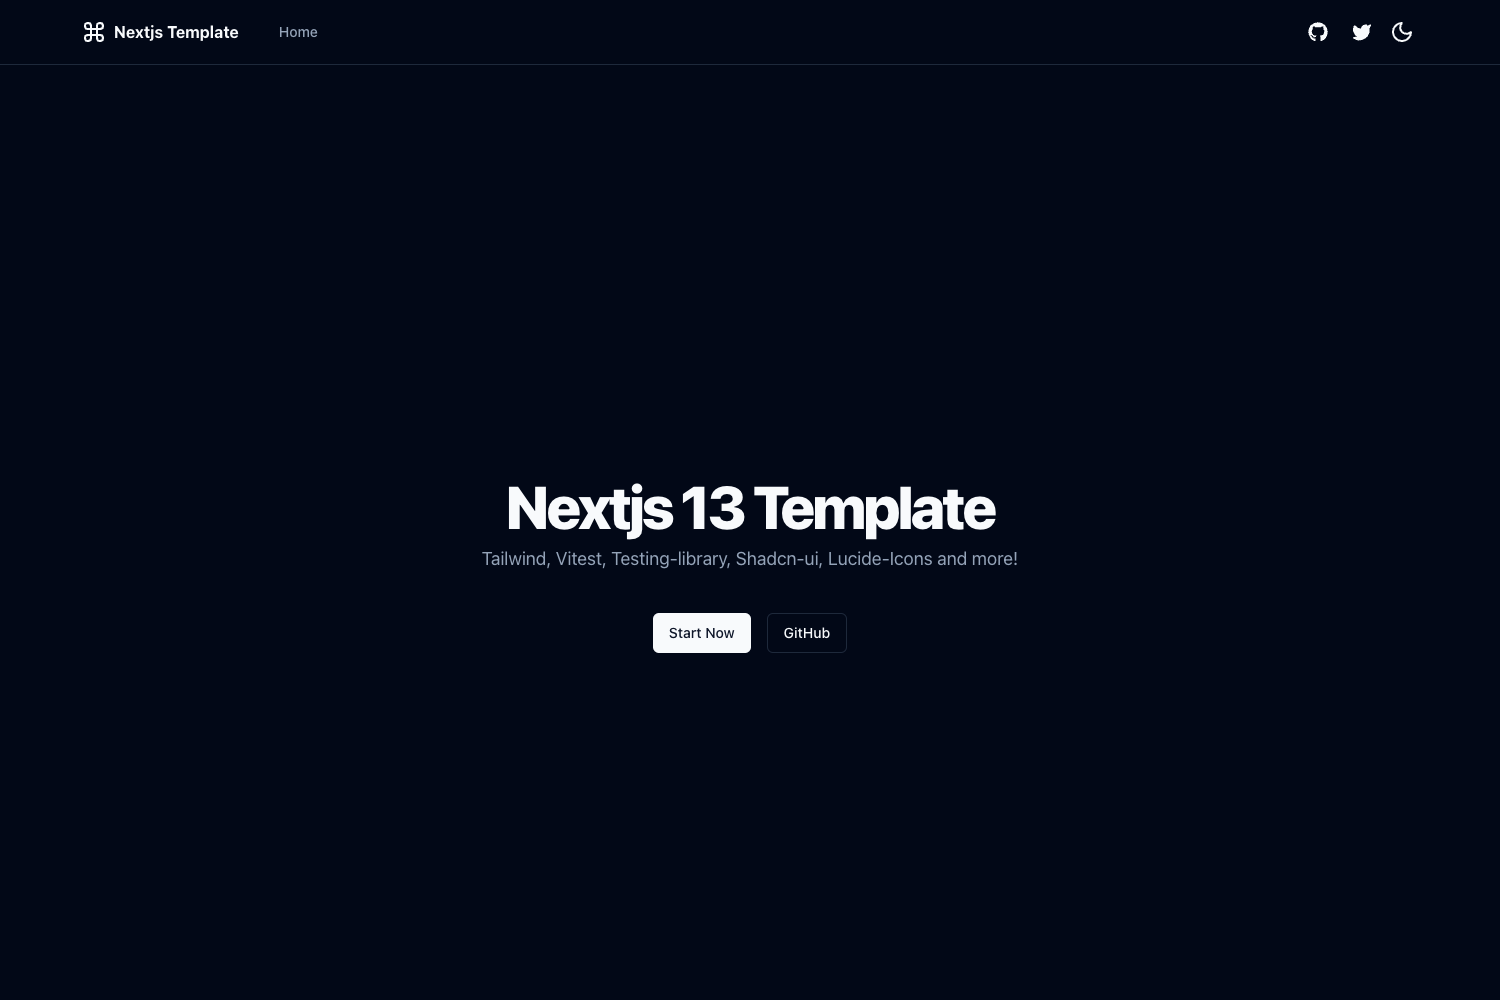 Nextjs Template
Home
Nextjs 13 Template
Tailwind, Vitest, Testing-library, Shadcn-ui, Lucide-Icons and more!
Start Now
GitHub